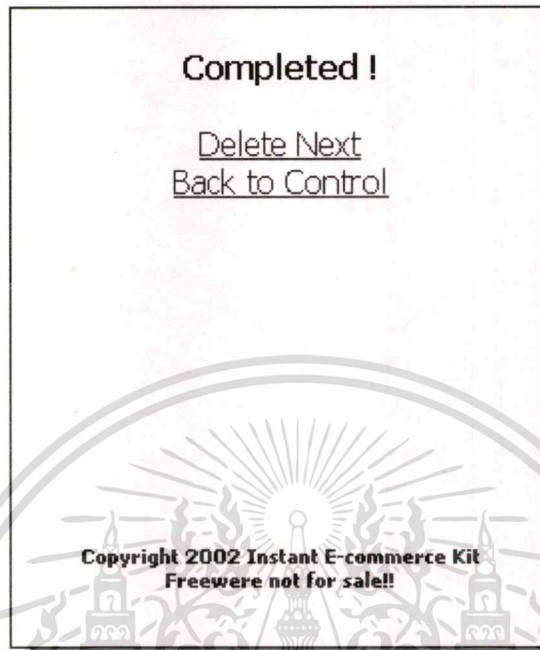 Completed !
Delete Next
Back to Control
Copyright 2002 Instant E-commerce Kit
Freewere not for sale!!